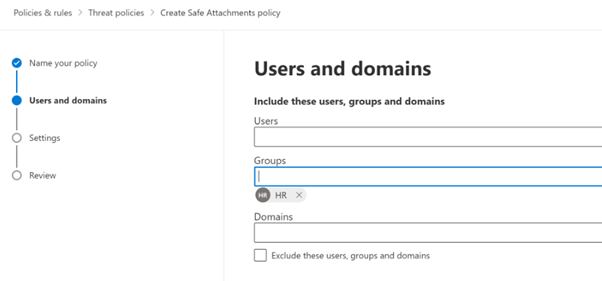 Policies & rules > Threat policies > Create Safe Attachments policy
Name your policy
Users and domains
Settings
Review
Users and domains
Include these users, groups and domains
Users
Groups
HR HR ×
Domains
Exclude these users, groups and domains